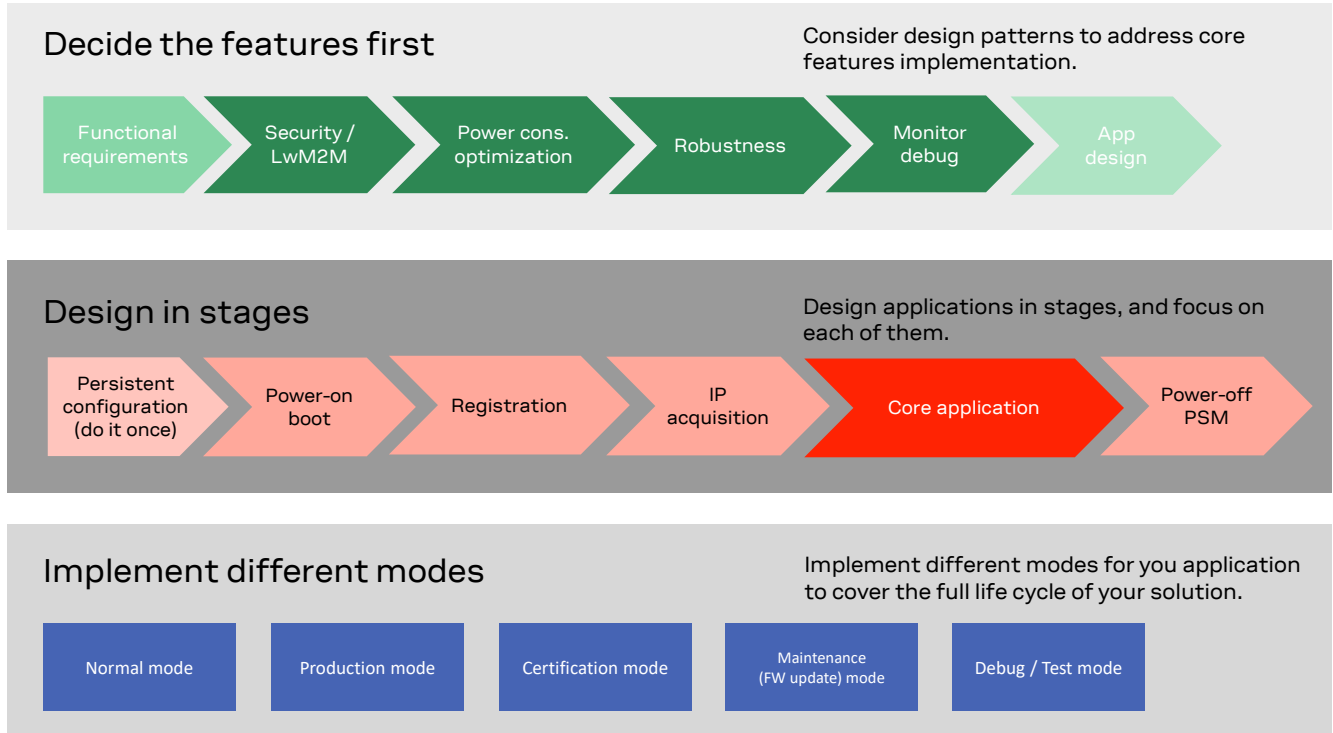 Decide the features first
Consider design patterns to address core
features implementation.
Functional
requirements
Security /
LwM2M
Power cons.
optimization
Robustness
Monitor
debug
App
design
Design in stages
Design applications in stages, and focus on
each of them.
Persistent
configuration
(do it once)
Power-on
boot
Registration
IP
acquisition
Core application
Power-off
PSM
Implement different modes
Implement different modes for you application
to cover the full life cycle of your solution.
Normal mode
Production mode
Certification mode
Maintenance
(FW update) mode
Debug / Test mode